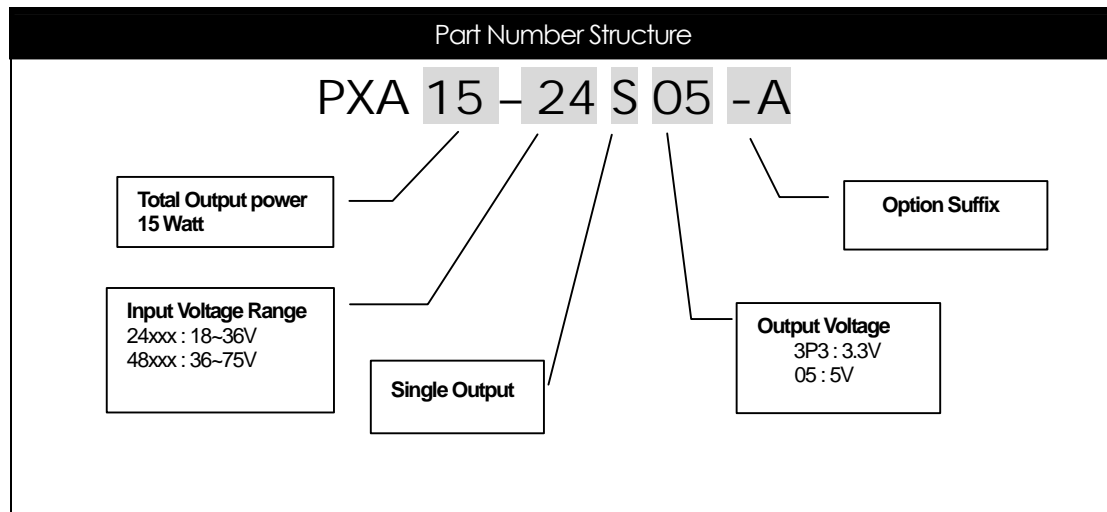 Part Number Structure
PXA 15 – 24 S 05 - A
Total Output power
15 Watt
Option Suffix
Input Voltage Range
24xxx : 18~36V
48xxx : 36~75V
Output Voltage
3P3 : 3.3V
05 : 5V
Single Output